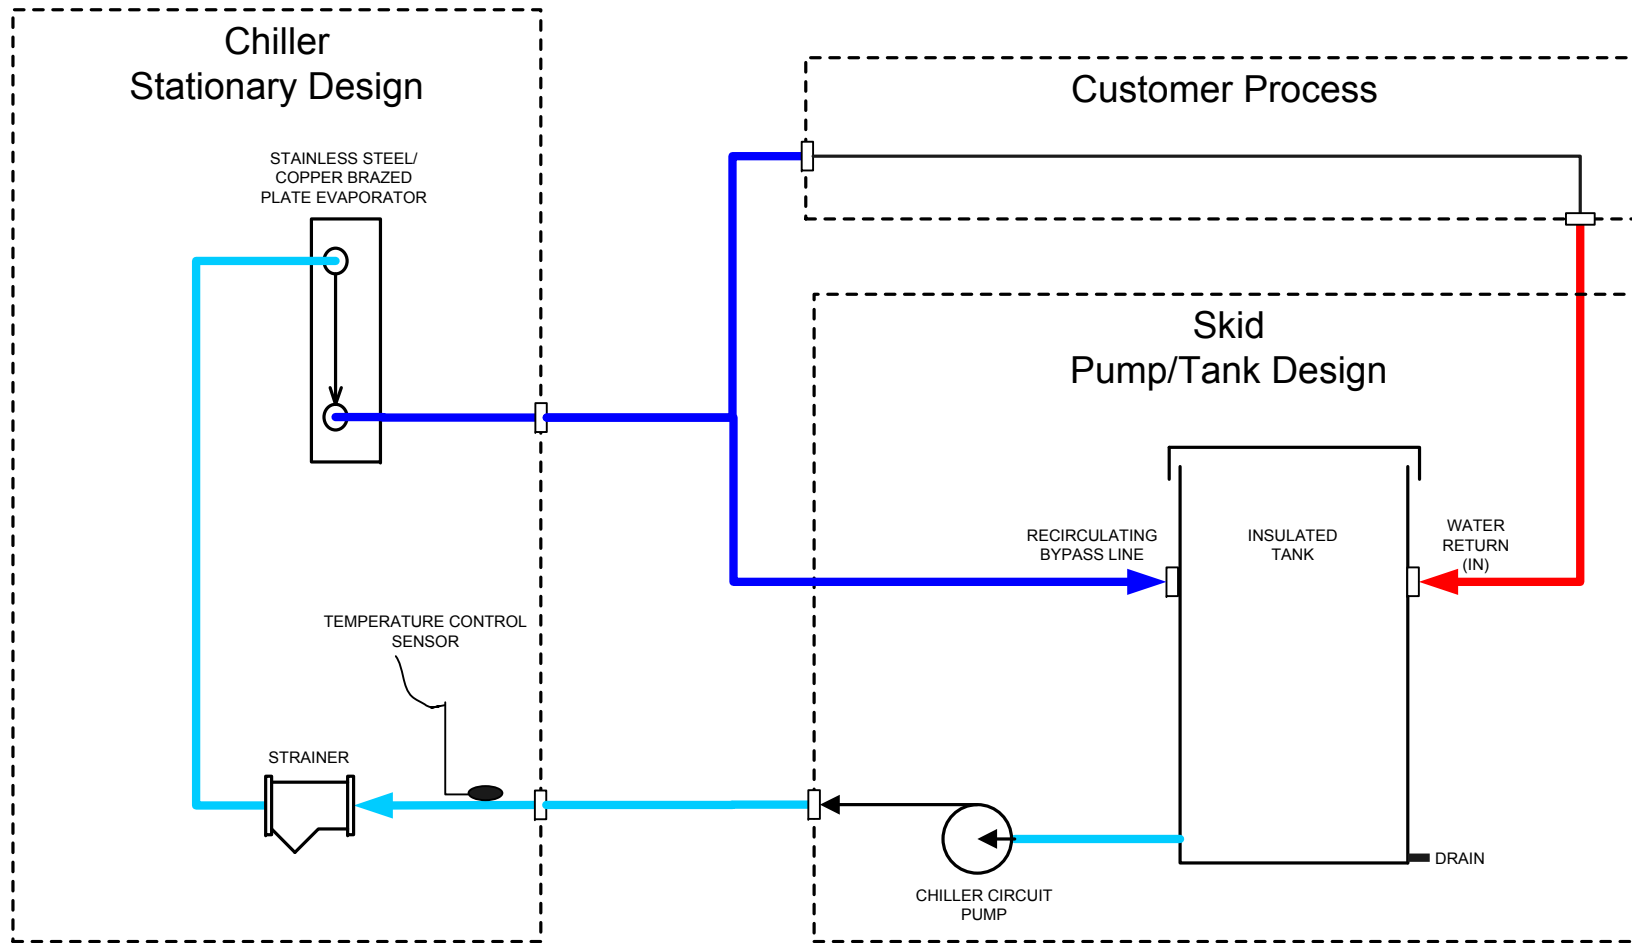 Chiller
Stationary Design
STAINLESS STEEL/
COPPER BRAZED
PLATE EVAPORATOR
Customer Process
Skid
Pump/Tank Design
RECIRCULATING
BYPASS LINE
INSULATED
TANK
WATER
RETURN
(IN)
TEMPERATURE CONTROL
SENSOR
STRAINER
DRAIN
CHILLER CIRCUIT
PUMP